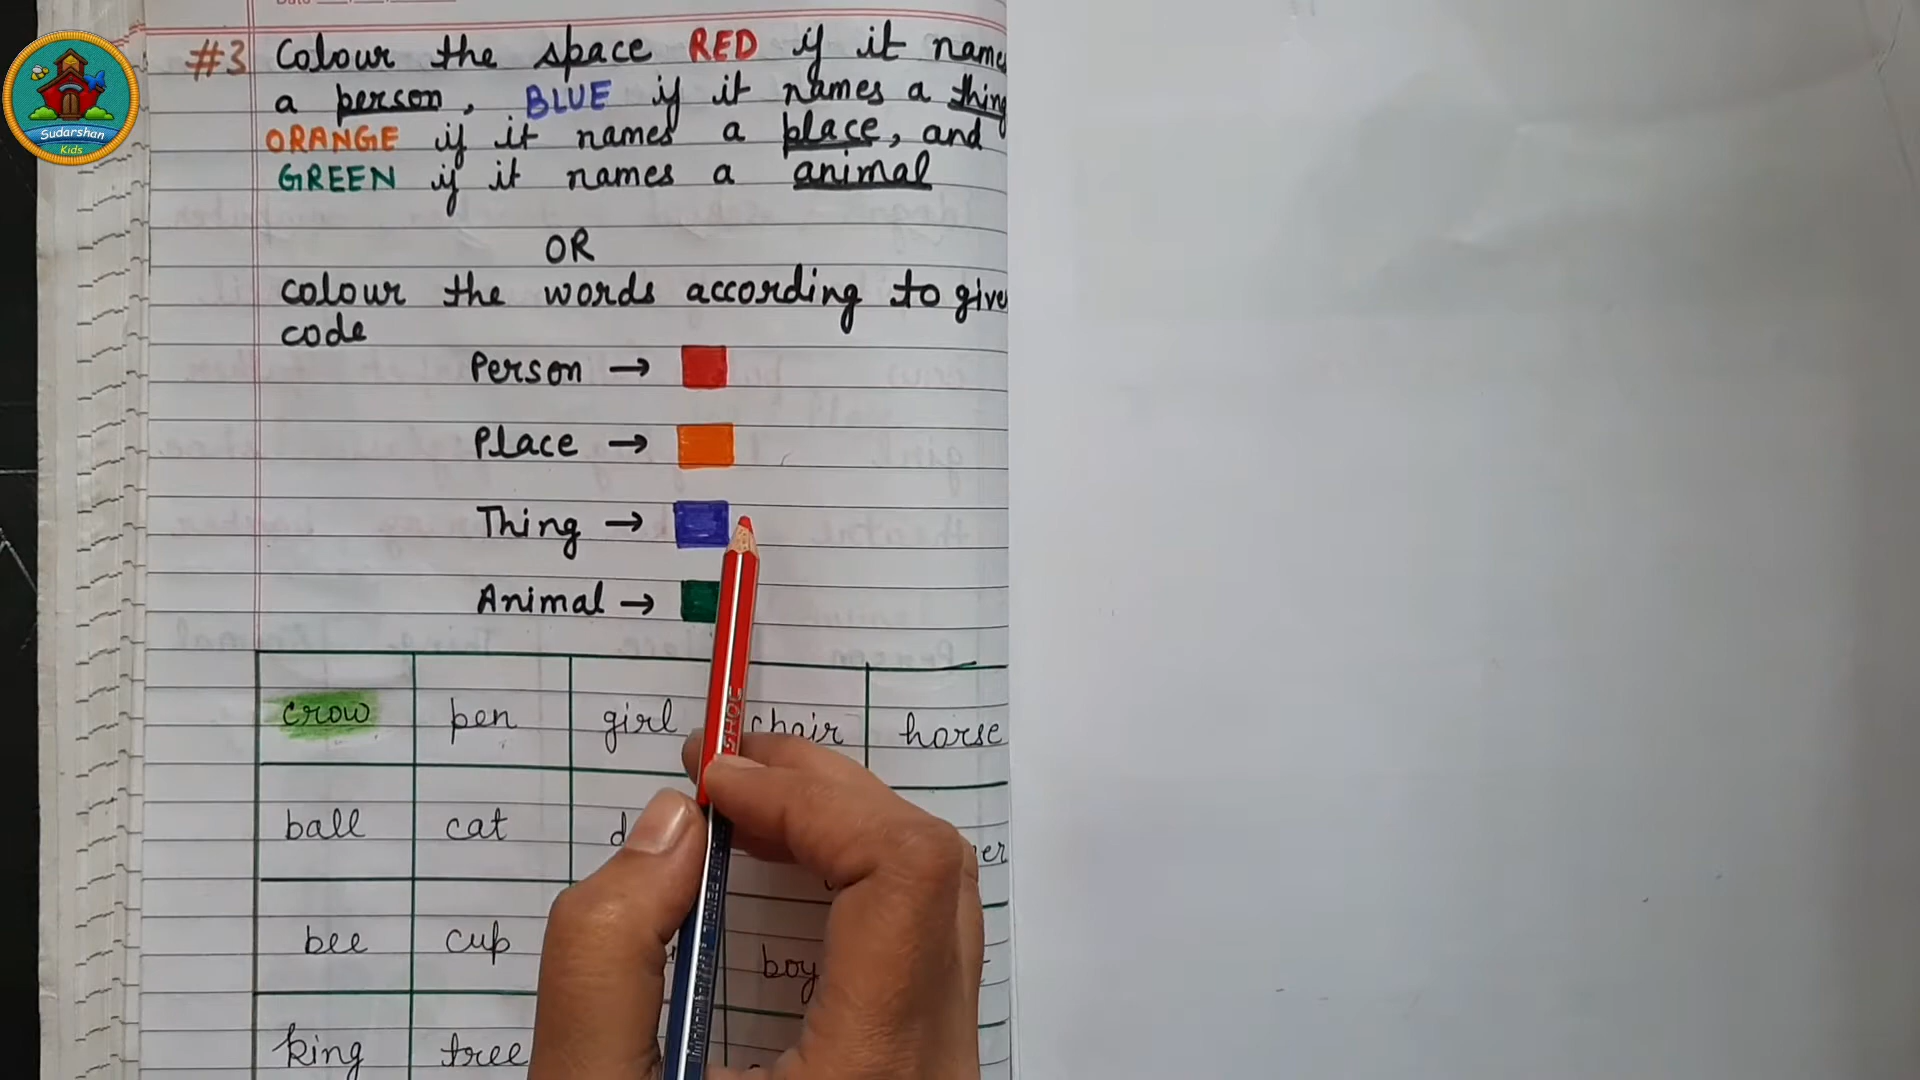 Date
#3 Colour the space RED if it name
a person, BLUE if it names a thing
ORANGE if it names a place, and
GREEN if it names a animal
OR
colour the words according to give
code
Person →
Place →
Thing →
Animal →
crow pen girl chair horse
ball cat
bee cup boy
king tree
Sudarshan
Kids